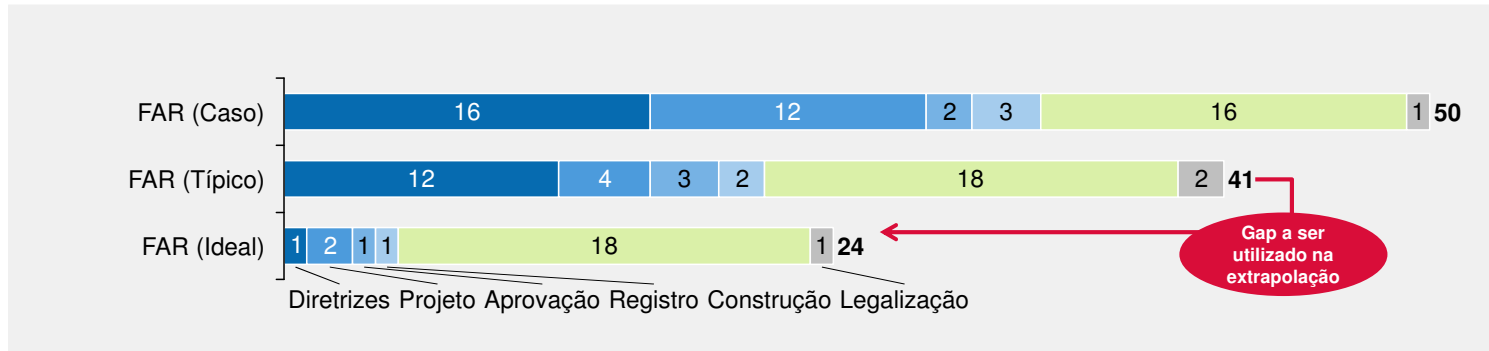 FAR (Caso) 16 12 2 3 16 1 50
FAR (Típico) 12 4 3 2 18 2 41
FAR (Ideal) 1 2 1 1 18 1 24
Gap a ser
utilizado na
extrapolação
Diretrizes Projeto Aprovação Registro Construção Legalização